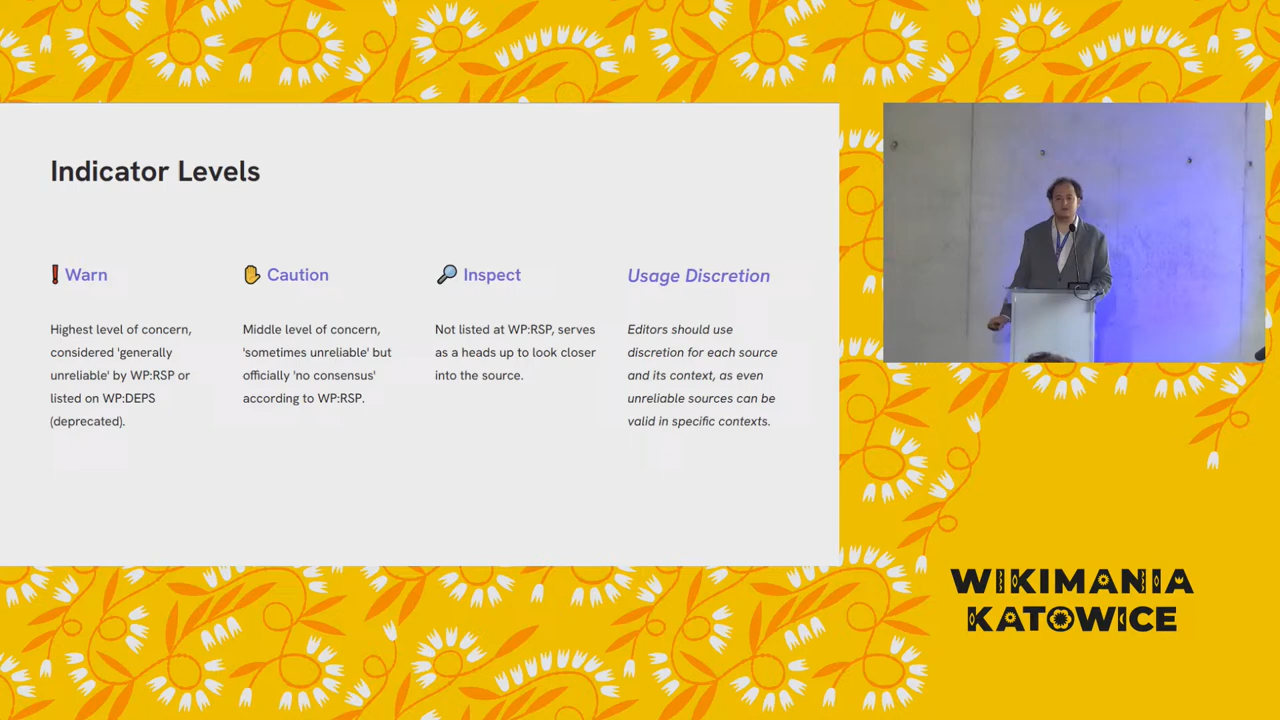 Indicator Levels
❗ Warn
Highest level of concern,
considered 'generally
unreliable' by WP:RSP or
listed on WP:DEPS
(deprecated).
✋ Caution
Middle level of concern,
'sometimes unreliable' but
officially 'no consensus'
according to WP:RSP.
🔎 Inspect
Not listed at WP:RSP, serves
as a heads up to look closer
into the source.
Usage Discretion
Editors should use
discretion for each source
and its context, as even
unreliable sources can be
valid in specific contexts.
WIKIMANIA
KATOWICE